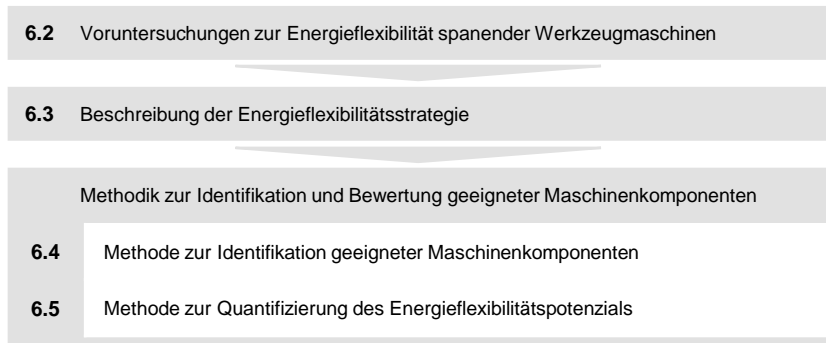 6.2 Voruntersuchungen zur Energieflexibilität spanender Werkzeugmaschinen
6.3 Beschreibung der Energieflexibilitätsstrategie
Methodik zur Identifikation und Bewertung geeigneter Maschinenkomponenten
6.4 Methode zur Identifikation geeigneter Maschinenkomponenten
6.5 Methode zur Quantifizierung des Energieflexibilitätspotenzials